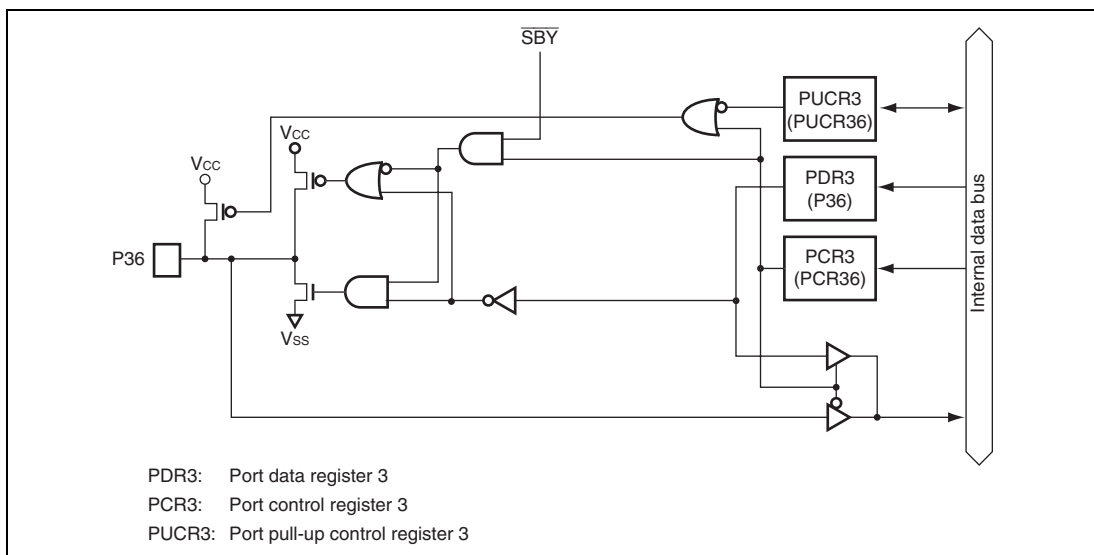 SBY
PUCR3
(PUCR36)
VCC
VCC
PDR3
(P36)
P36
PCR3
(PCR36)
VSS
Internal data bus
PDR3: Port data register 3
PCR3: Port control register 3
PUCR3: Port pull-up control register 3